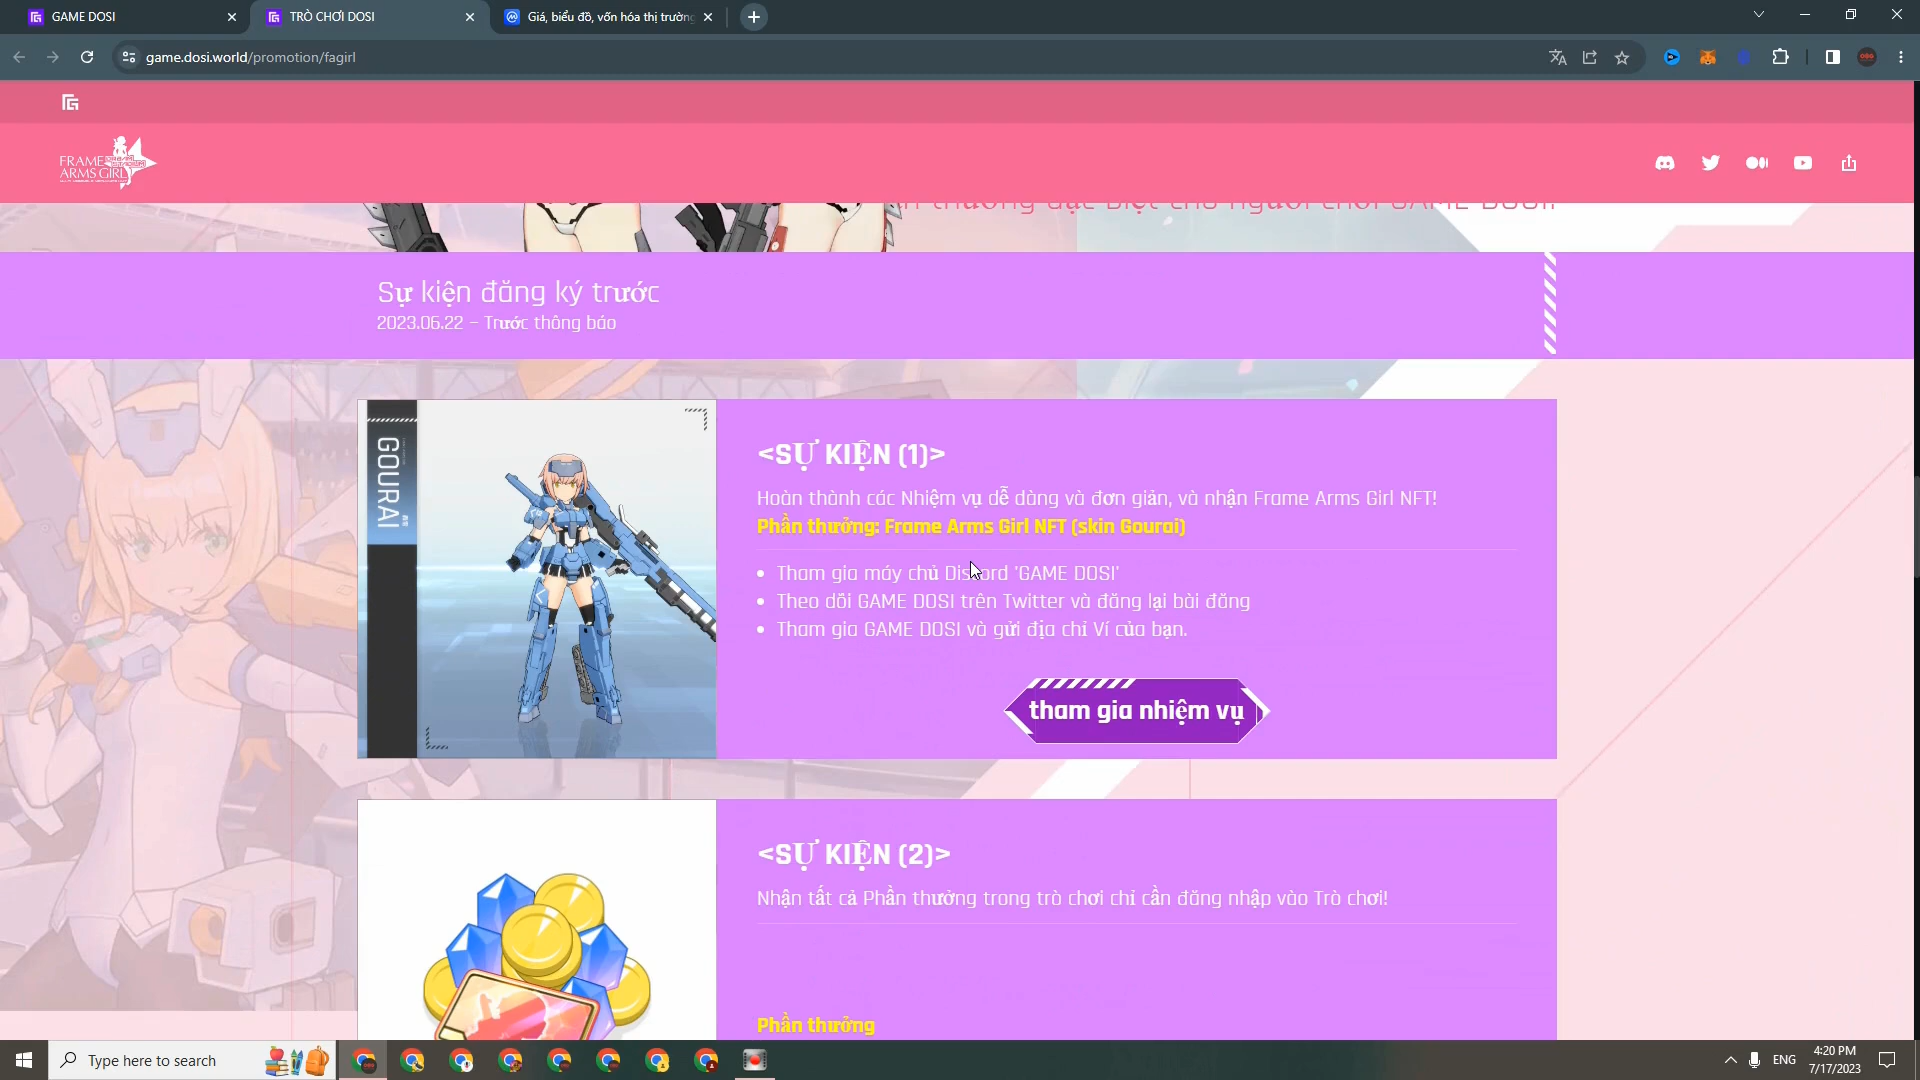 GAME DOSI
TRÒ CHƠI DOSI
Giá, biểu đồ, vốn hóa thị trường
game.dosi.world/promotion/fagirl
FRAME
ARMS GIRL
Sự kiện đăng ký trước
2023.06.22 – Trước thông báo
GOURAI
<SỰ KIỆN (1)>
Hoàn thành các Nhiệm vụ dễ dàng và đơn giản, và nhận Frame Arms Girl NFT!
Phần thưởng: Frame Arms Girl NFT (skin Gourai)
Tham gia máy chủ Discord 'GAME DOSI'
Theo dõi GAME DOSI trên Twitter và đăng lại bài đăng
Tham gia GAME DOSI và gửi địa chỉ Ví của bạn.
tham gia nhiệm vụ
<SỰ KIỆN (2)>
Nhận tất cả Phần thưởng trong trò chơi chỉ cần đăng nhập vào Trò chơi!
Phần thưởng
Type here to search
ENG
4:20 PM
7/17/2023